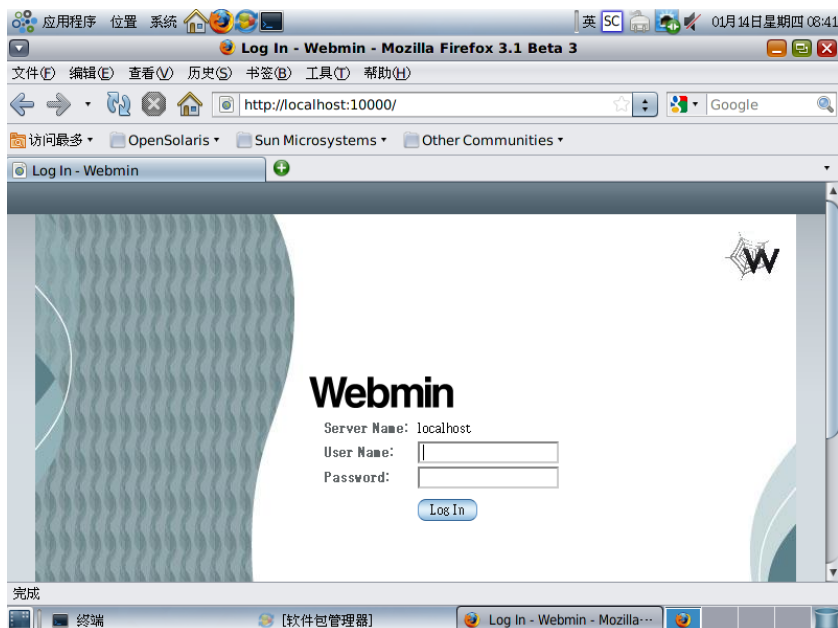 应用程序 位置 系统 英 SC 01月14日星期四 08:41
Log In - Webmin - Mozilla Firefox 3.1 Beta 3
文件(F) 编辑(E) 查看(V) 历史(S) 书签(B) 工具(T) 帮助(H)
http://localhost:10000/ Google
访问最多 OpenSolaris Sun Microsystems Other Communities
Log In - Webmin
W
Webmin
Server Name: localhost
User Name:
Password:
Log In
完成
终端 [软件包管理器] Log In - Webmin - Mozilla···